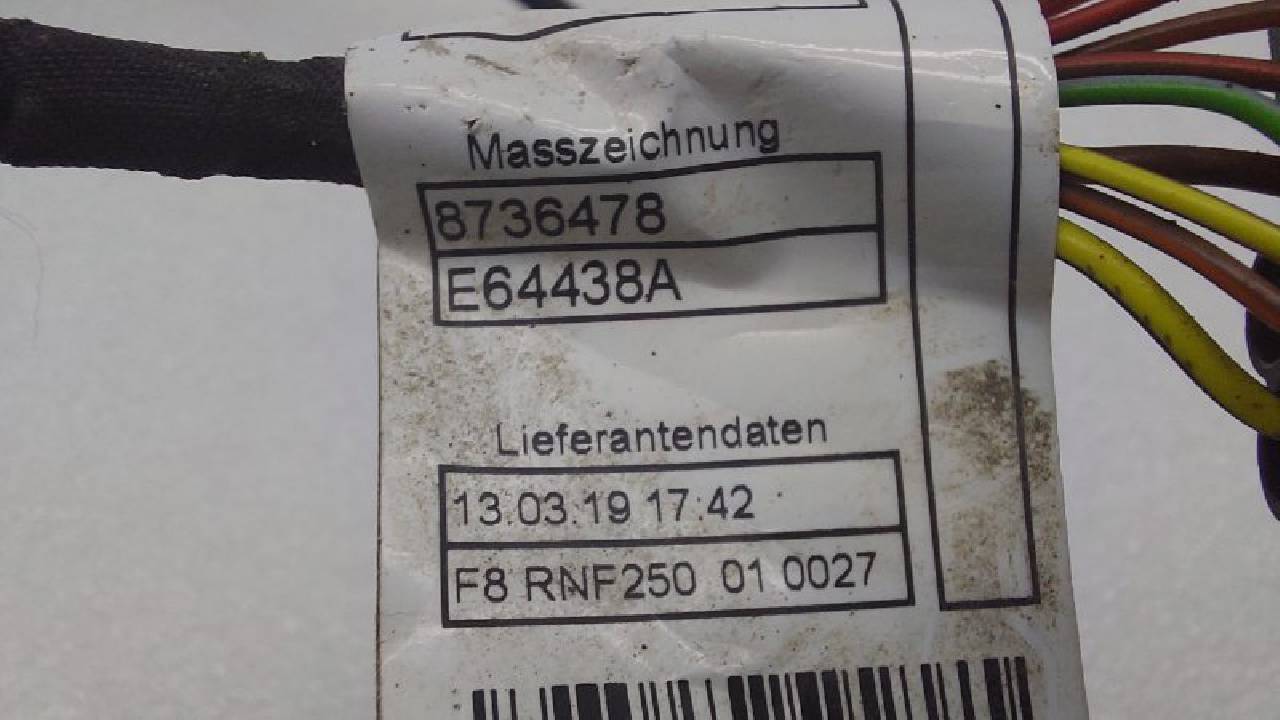 Masszeichnung
8736478
E64438A
Lieferantendaten
13.03.19 17:42
F8 RNF250 01 0027